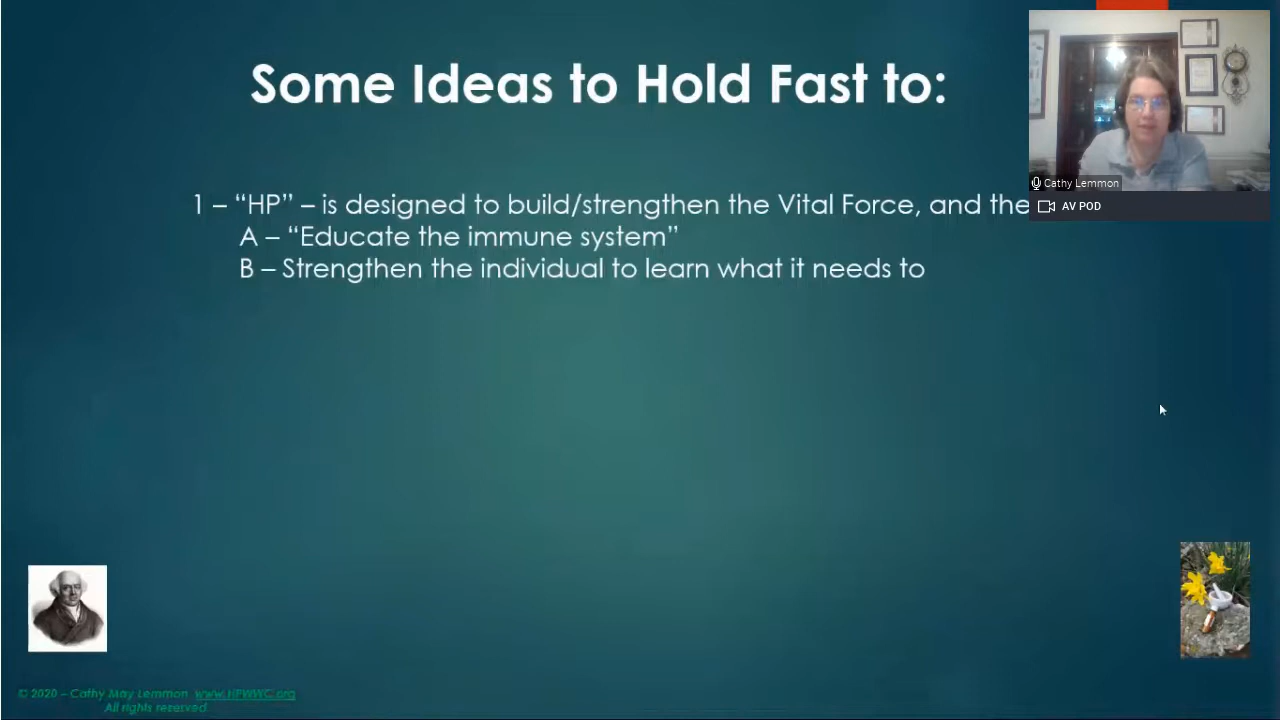 Some Ideas to Hold Fast to:
1 – “HP” – is designed to build/strengthen the Vital Force, and the
A – “Educate the immune system”
B – Strengthen the individual to learn what it needs to
Cathy Lemmon
AV POD
© 2020 – Cathy May Lemmon www.HPWWC.org
All rights reserved